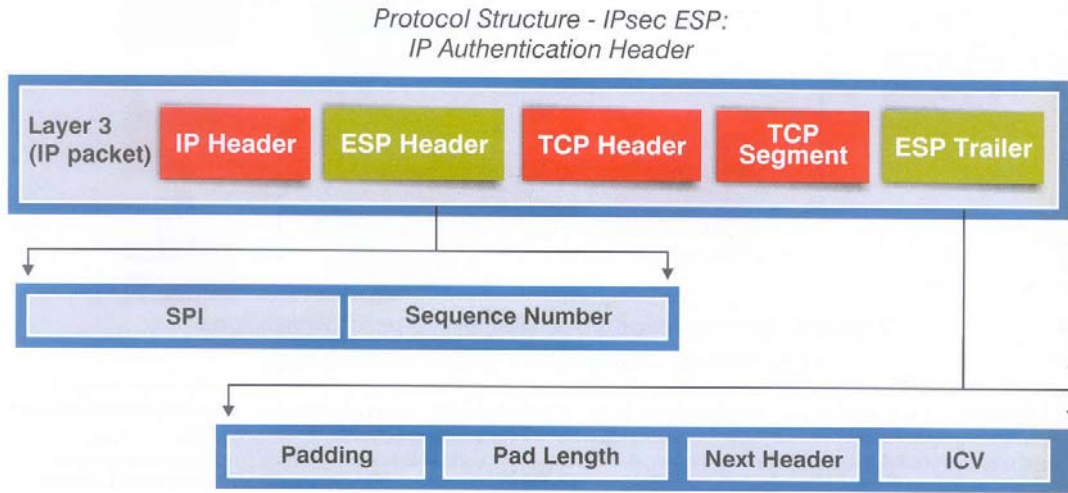 Protocol Structure - IPsec ESP:
IP Authentication Header
Layer 3
(IP packet)
IP Header
ESP Header
TCP Header
TCP
Segment
ESP Trailer
SPI
Sequence Number
Padding
Pad Length
Next Header
ICV